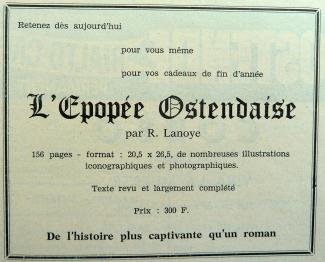 Retenez dès aujourd'hui
pour vous même
pour vos cadeaux de fin d'année
L'Epopée Ostendaise
par R. Lanoye
156 pages - format : 20,5 x 26,5, de nombreuses illustrations
iconographiques et photographiques.
Texte revu et largement complété
Prix : 300 F.
De l'histoire plus captivante qu'un roman